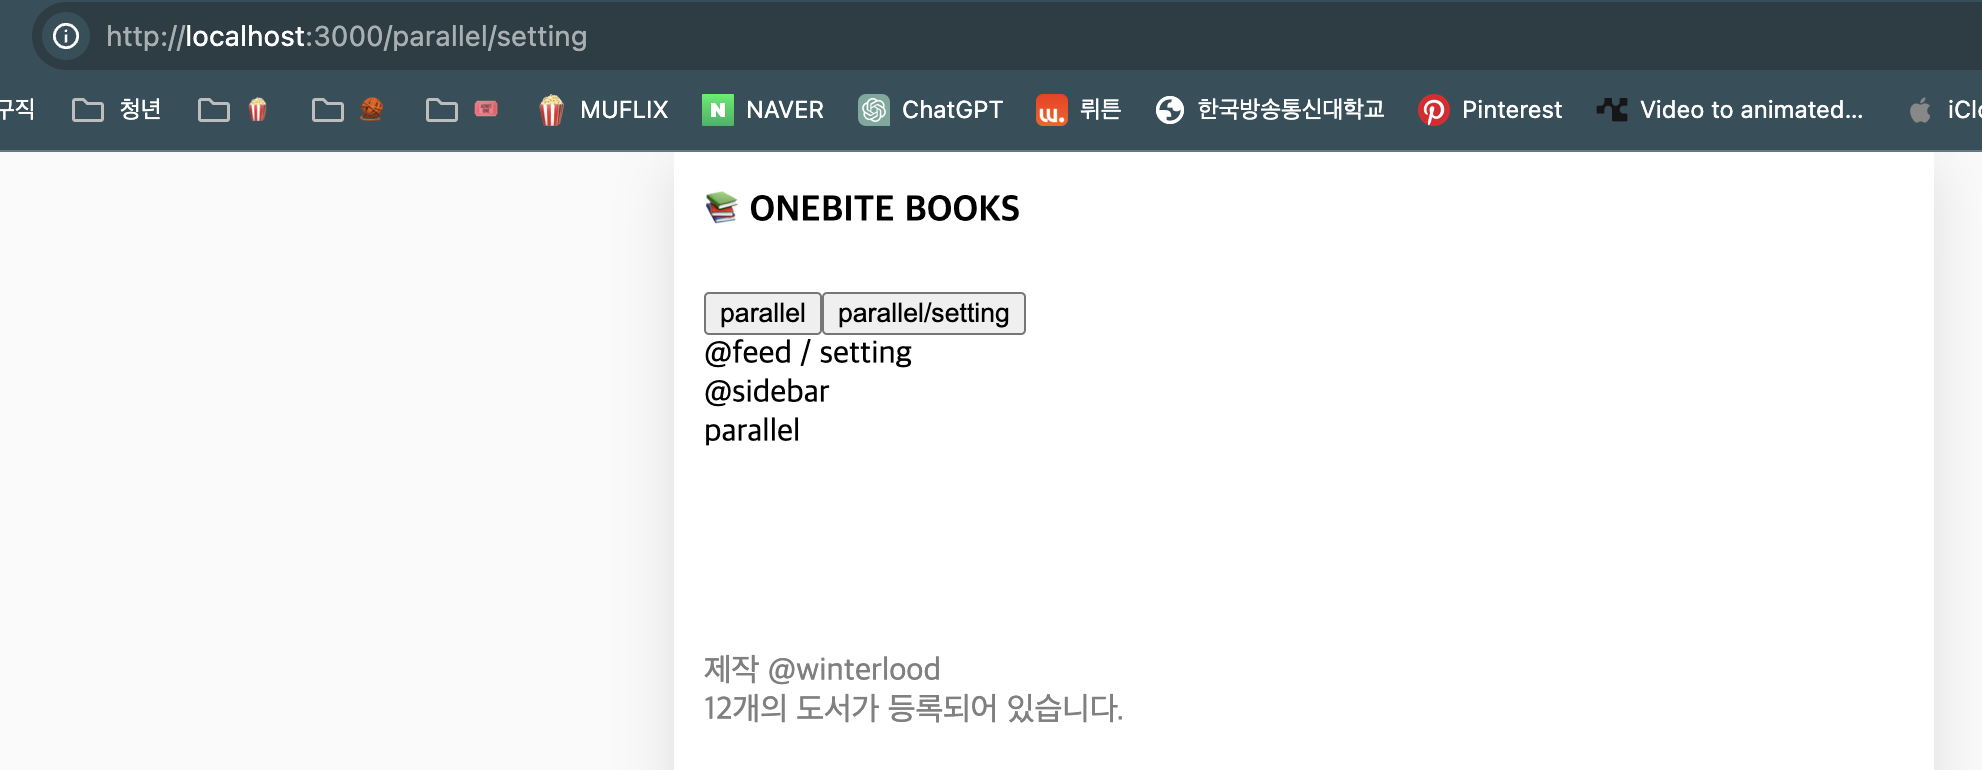 http://localhost:3000/parallel/setting
구직 청년 MUFLIX NAVER ChatGPT 뤼튼 한국방송통신대학교 Pinterest Video to animated...
ONEBITE BOOKS
parallel parallel/setting
@feed / setting
@sidebar
parallel
제작 @winterlood
12개의 도서가 등록되어 있습니다.